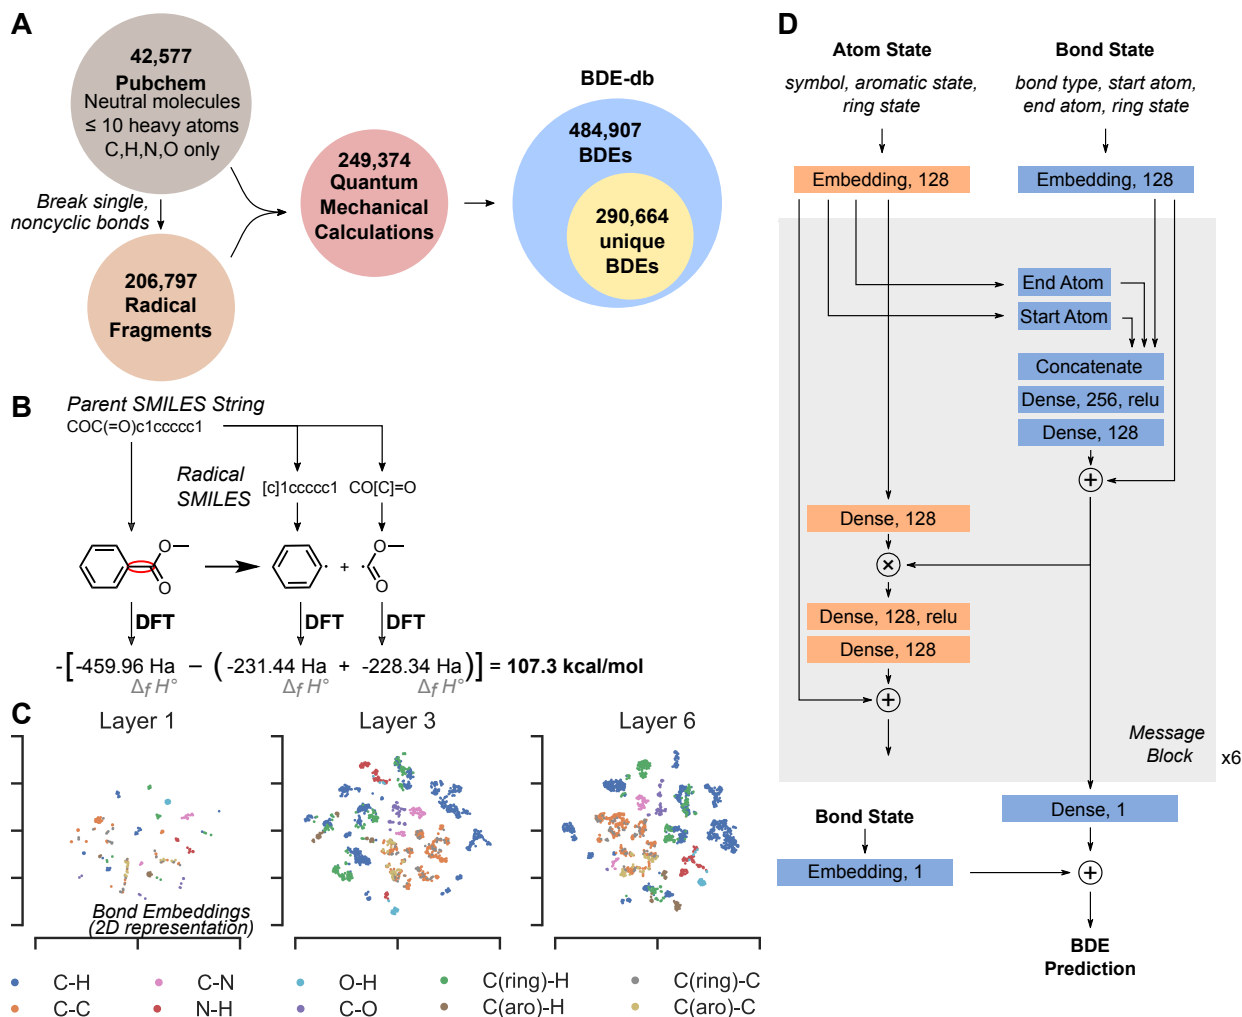 A
42,577
Pubchem
Neutral molecules
≤ 10 heavy atoms
C,H,N,O only
Break single,
noncyclic bonds
206,797
Radical
Fragments
249,374
Quantum
Mechanical
Calculations
BDE-db
484,907
BDEs
290,664
unique
BDEs
B
Parent SMILES String
COC(=O)c1ccccc1
Radical
SMILES
[c]1ccccc1
CO[C]=O
O
O
+
O
O
DFT
DFT
DFT
-[-459.96 Ha − (-231.44 Ha + -228.34 Ha)] = 107.3 kcal/mol
Δf H° Δf H° Δf H°
C
Layer 1
Layer 3
Layer 6
Bond Embeddings
(2D representation)
C-H
C-N
O-H
C(ring)-H
C(ring)-C
C-C
N-H
C-O
C(aro)-H
C(aro)-C
D
Atom State
symbol, aromatic state,
ring state
Bond State
bond type, start atom,
end atom, ring state
Embedding, 128
Embedding, 128
End Atom
Start Atom
Concatenate
Dense, 256, relu
Dense, 128
+
Dense, 128
×
Dense, 128, relu
Dense, 128
+
Message
Block
x6
Dense, 1
Bond State
Embedding, 1
+
BDE
Prediction